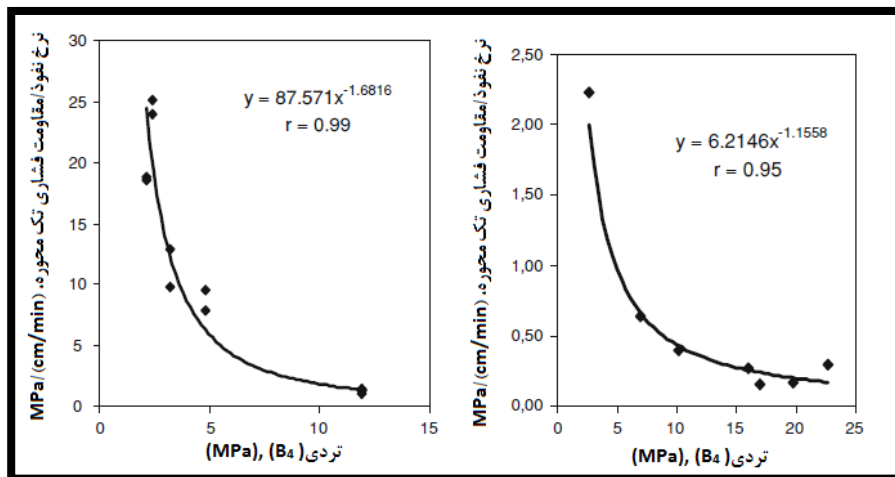 نرخ نفوذ/مقاومت فشاری تک محوره،
MPa/(cm/min)
30
25
20
15
10
5
0
y = 87.571x^-1.6816
r = 0.99
0 5 10 15
تردی( B₄) ,(MPa)
نرخ نفوذ/مقاومت فشاری تک محوره،
MPa/(cm/min)
2,50
2,00
1,50
1,00
0,50
0,00
y = 6.2146x^-1.1558
r = 0.95
0 5 10 15 20 25
تردی( B₄) ,(MPa)